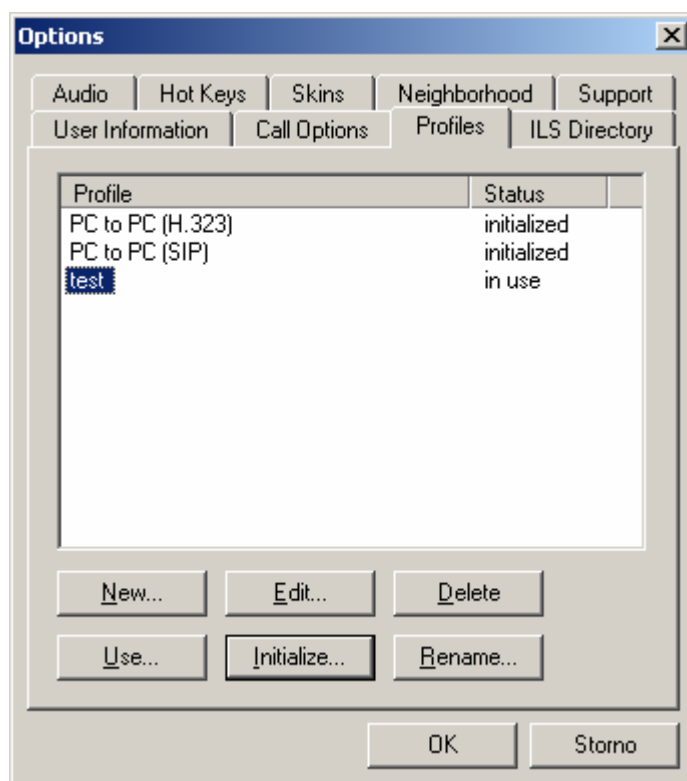 Options
Audio Hot Keys Skins Neighborhood Support
User Information Call Options Profiles ILS Directory
Profile Status
PC to PC (H.323) initialized
PC to PC (SIP) initialized
test in use
New... Edit... Delete
Use... Initialize... Rename...
OK Storno